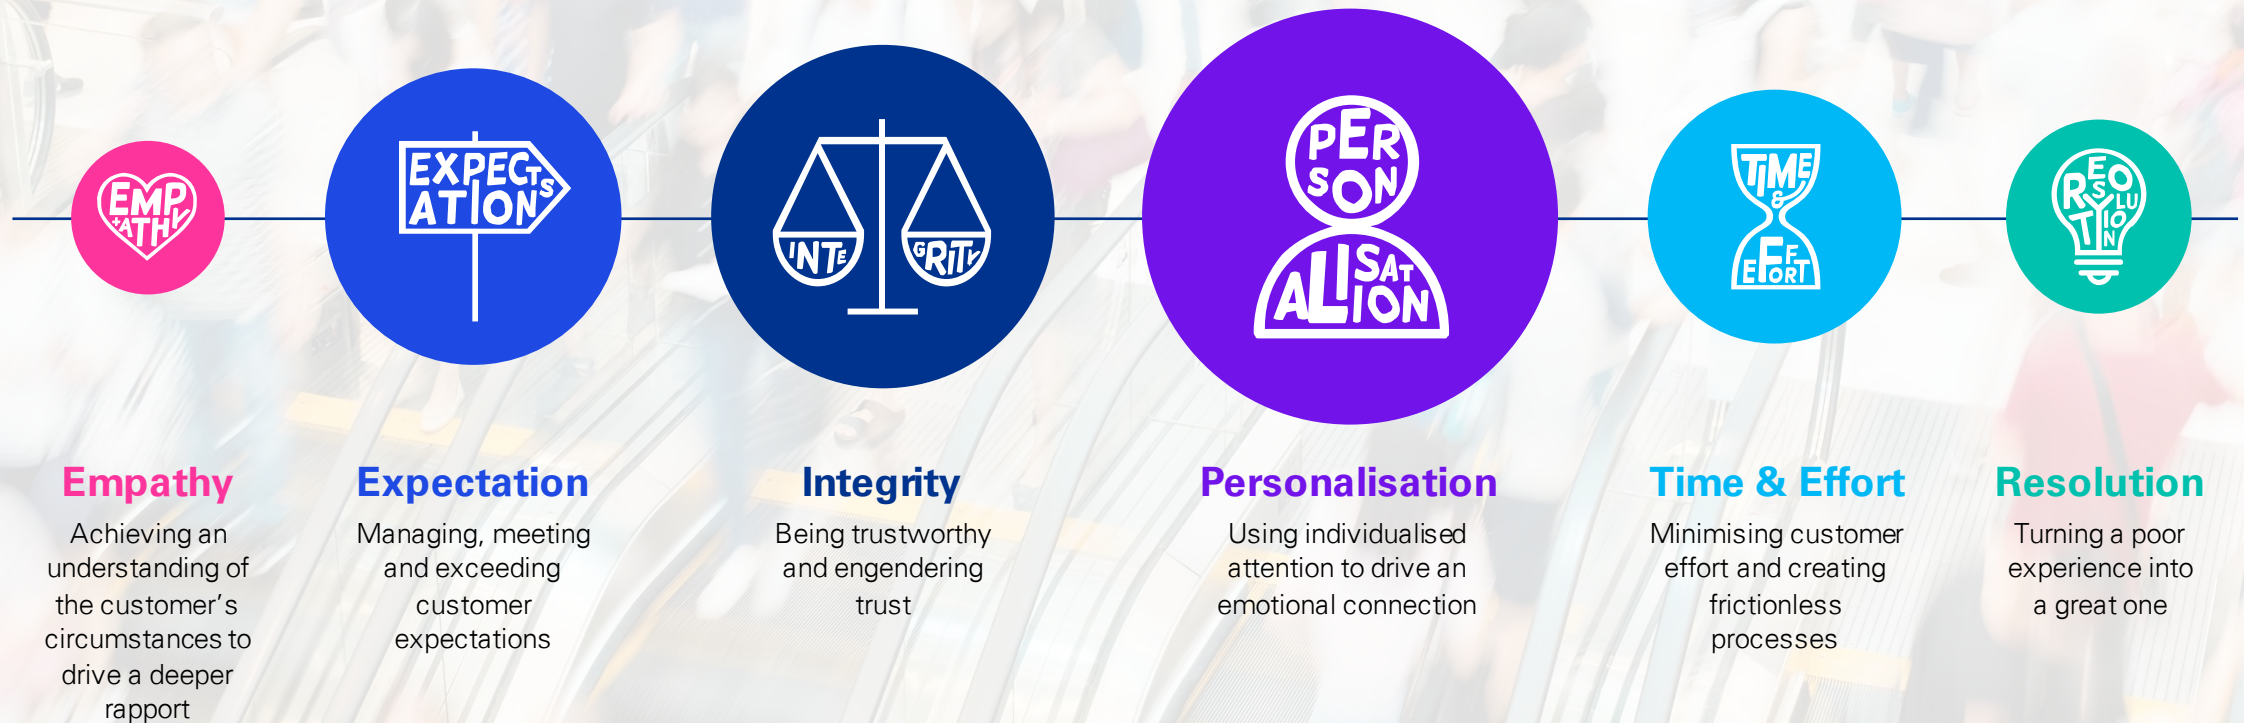 EMP
+ATHY
EXPECTS
ATION
INTE
GRITY
PER
SON
ALISAT
ION
TIME
&
EFFORT
RESOLUTION
Empathy
Achieving an
understanding of
the customer’s
circumstances to
drive a deeper
rapport
Expectation
Managing, meeting
and exceeding
customer
expectations
Integrity
Being trustworthy
and engendering
trust
Personalisation
Using individualised
attention to drive an
emotional connection
Time & Effort
Minimising customer
effort and creating
frictionless
processes
Resolution
Turning a poor
experience into
a great one